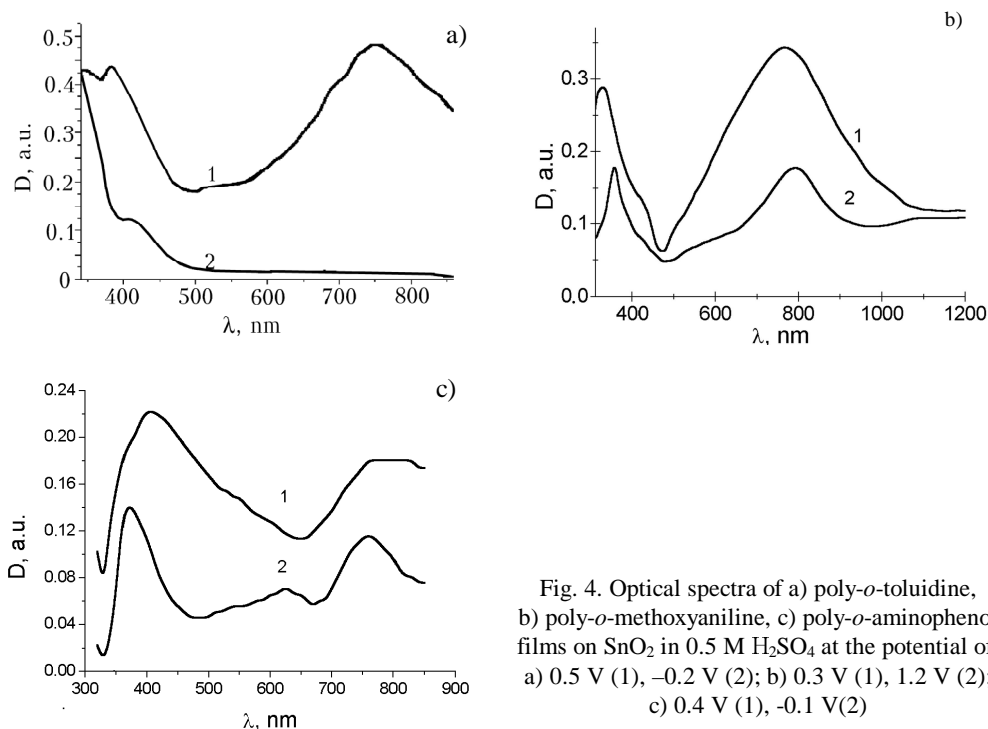 a)
0.5
0.4
0.3
0.2
0.1
0
D, a.u.
1
2
400 500 600 700 800
λ, nm
b)
0.3
0.2
0.1
0.0
D, a.u.
1
2
400 600 800 1000 1200
λ, nm
c)
0.24
0.20
0.16
0.12
0.08
0.04
0.00
D, a.u.
1
2
300 400 500 600 700 800 900
λ, nm
Fig. 4. Optical spectra of a) poly-o-toluidine,
b) poly-o-methoxyaniline, c) poly-o-aminopheno
films on SnO₂ in 0.5 M H₂SO₄ at the potential o
a) 0.5 V (1), –0.2 V (2); b) 0.3 V (1), 1.2 V (2);
c) 0.4 V (1), -0.1 V(2)